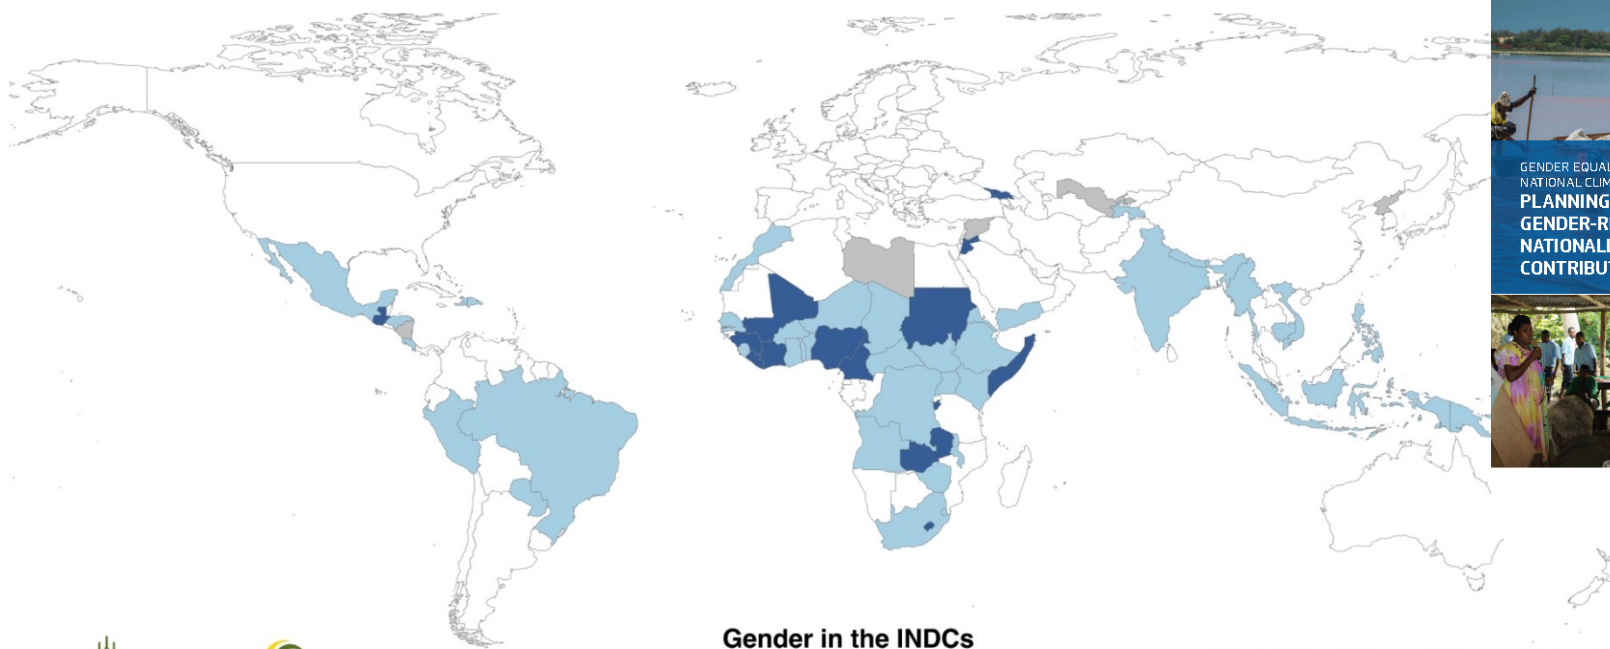 GENDER EQUAL
NATIONAL CLIM
PLANNING
GENDER-R
NATIONALL
CONTRIBUT
Gender in the INDCs